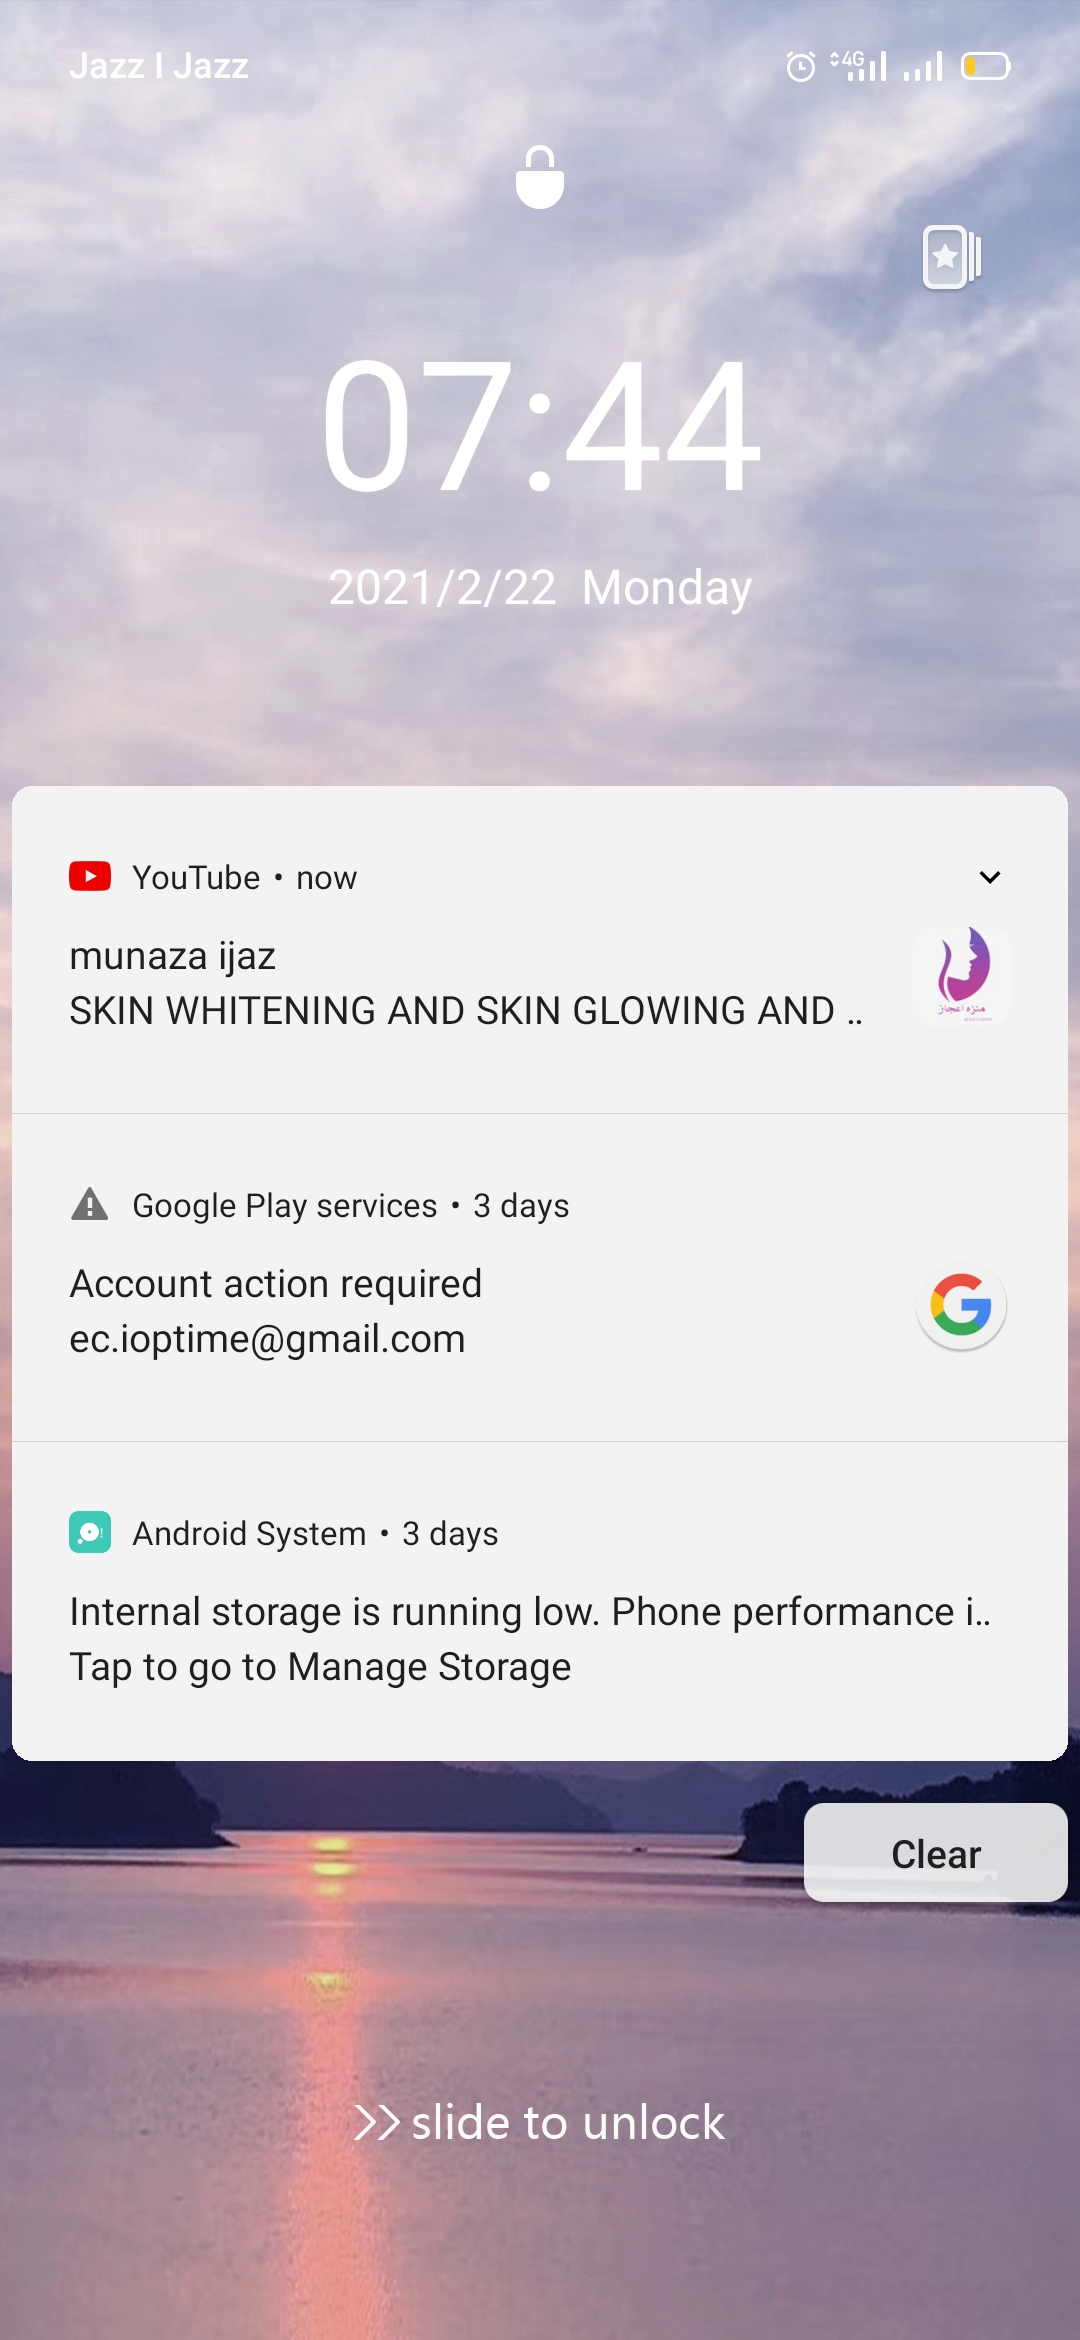 Jazz | Jazz
4G
07:44
2021/2/22 Monday
YouTube • now
munaza ijaz
SKIN WHITENING AND SKIN GLOWING AND ..
منزہ اعجاز
Google Play services • 3 days
Account action required
ec.ioptime@gmail.com
Android System • 3 days
Internal storage is running low. Phone performance i..
Tap to go to Manage Storage
Clear
slide to unlock